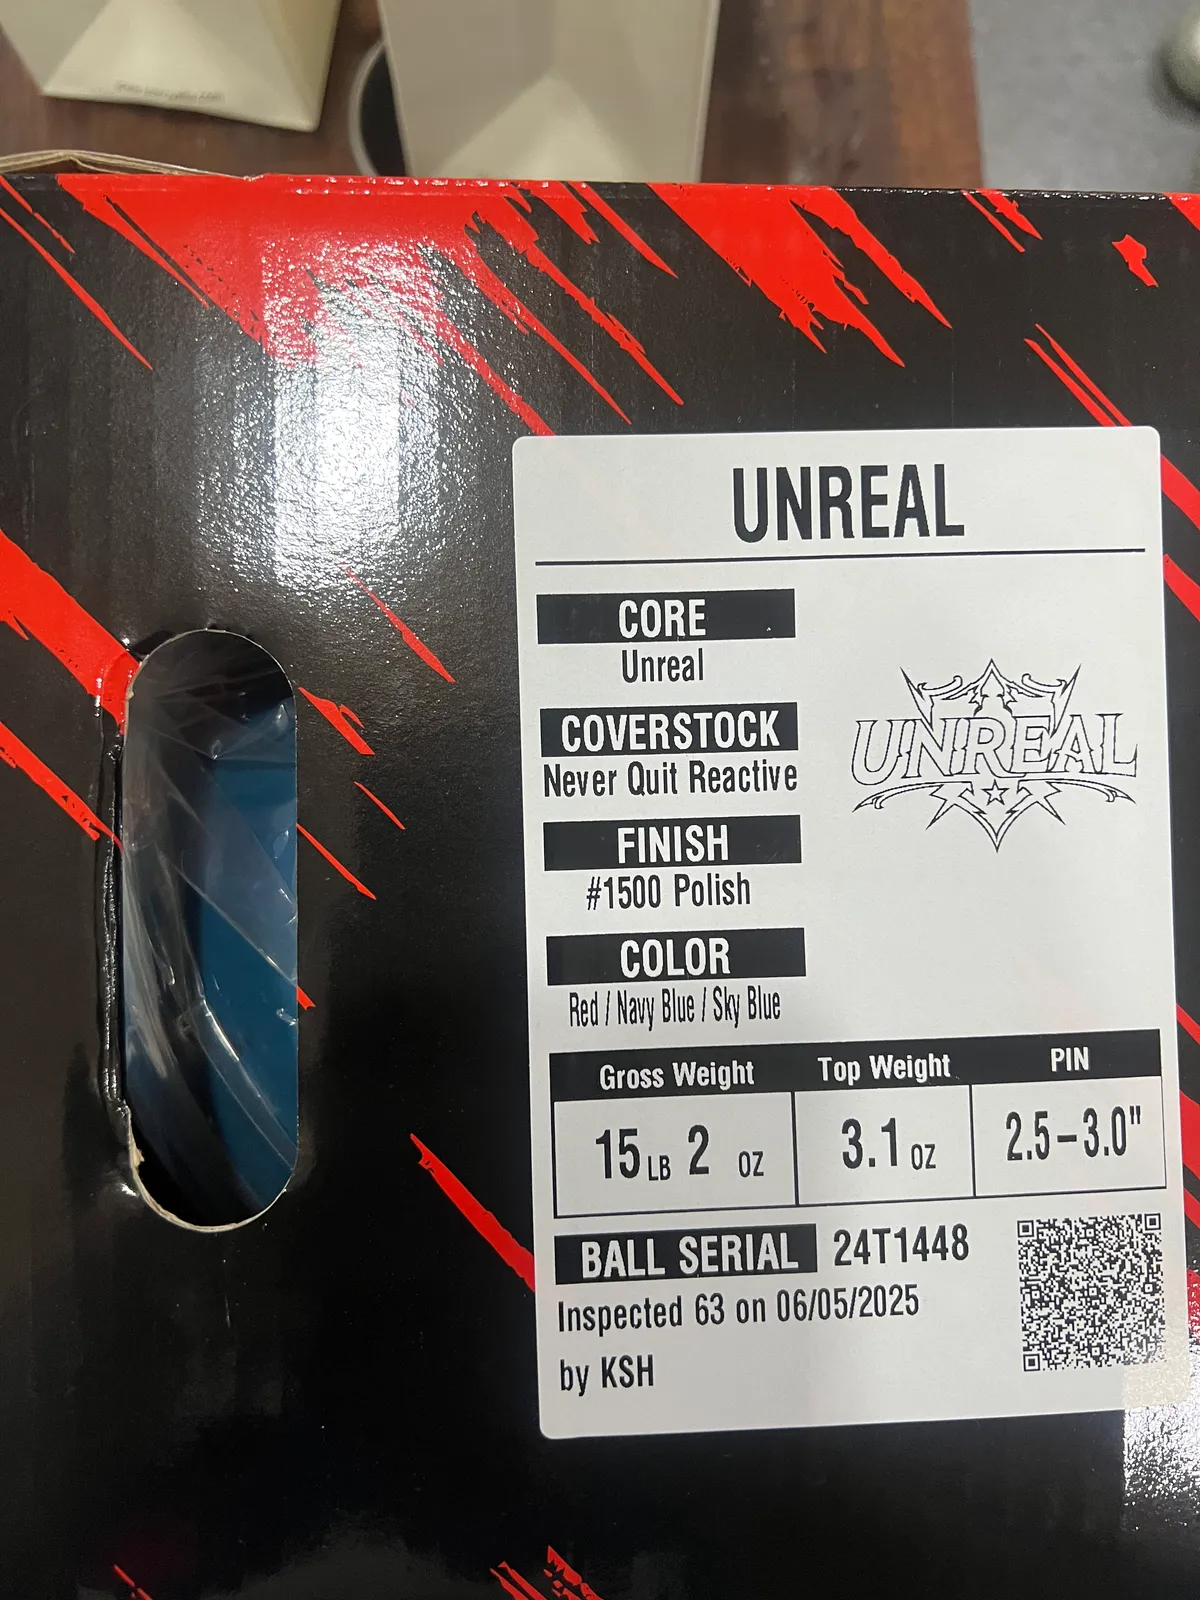 UNREAL
CORE
Unreal
COVERSTOCK
Never Quit Reactive
FINISH
#1500 Polish
COLOR
Red / Navy Blue / Sky Blue
UNREAL
Gross Weight Top Weight PIN
15 LB 2 OZ 3.1 OZ 2.5-3.0"
BALL SERIAL 24T1448
Inspected 63 on 06/05/2025
by KSH